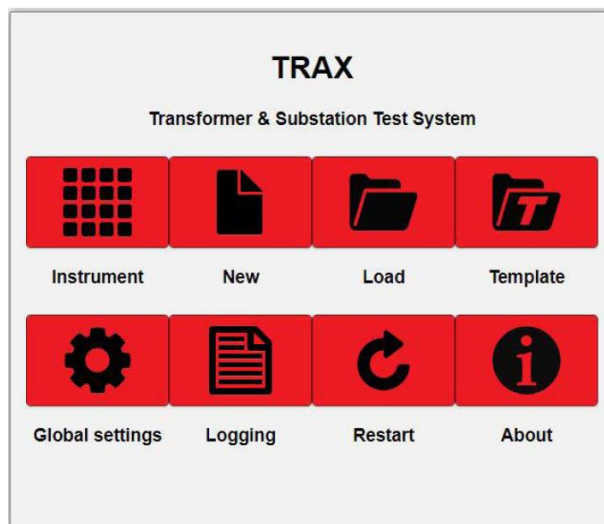 TRAX
Transformer & Substation Test System
T
Instrument New Load Template
i
Global settings Logging Restart About